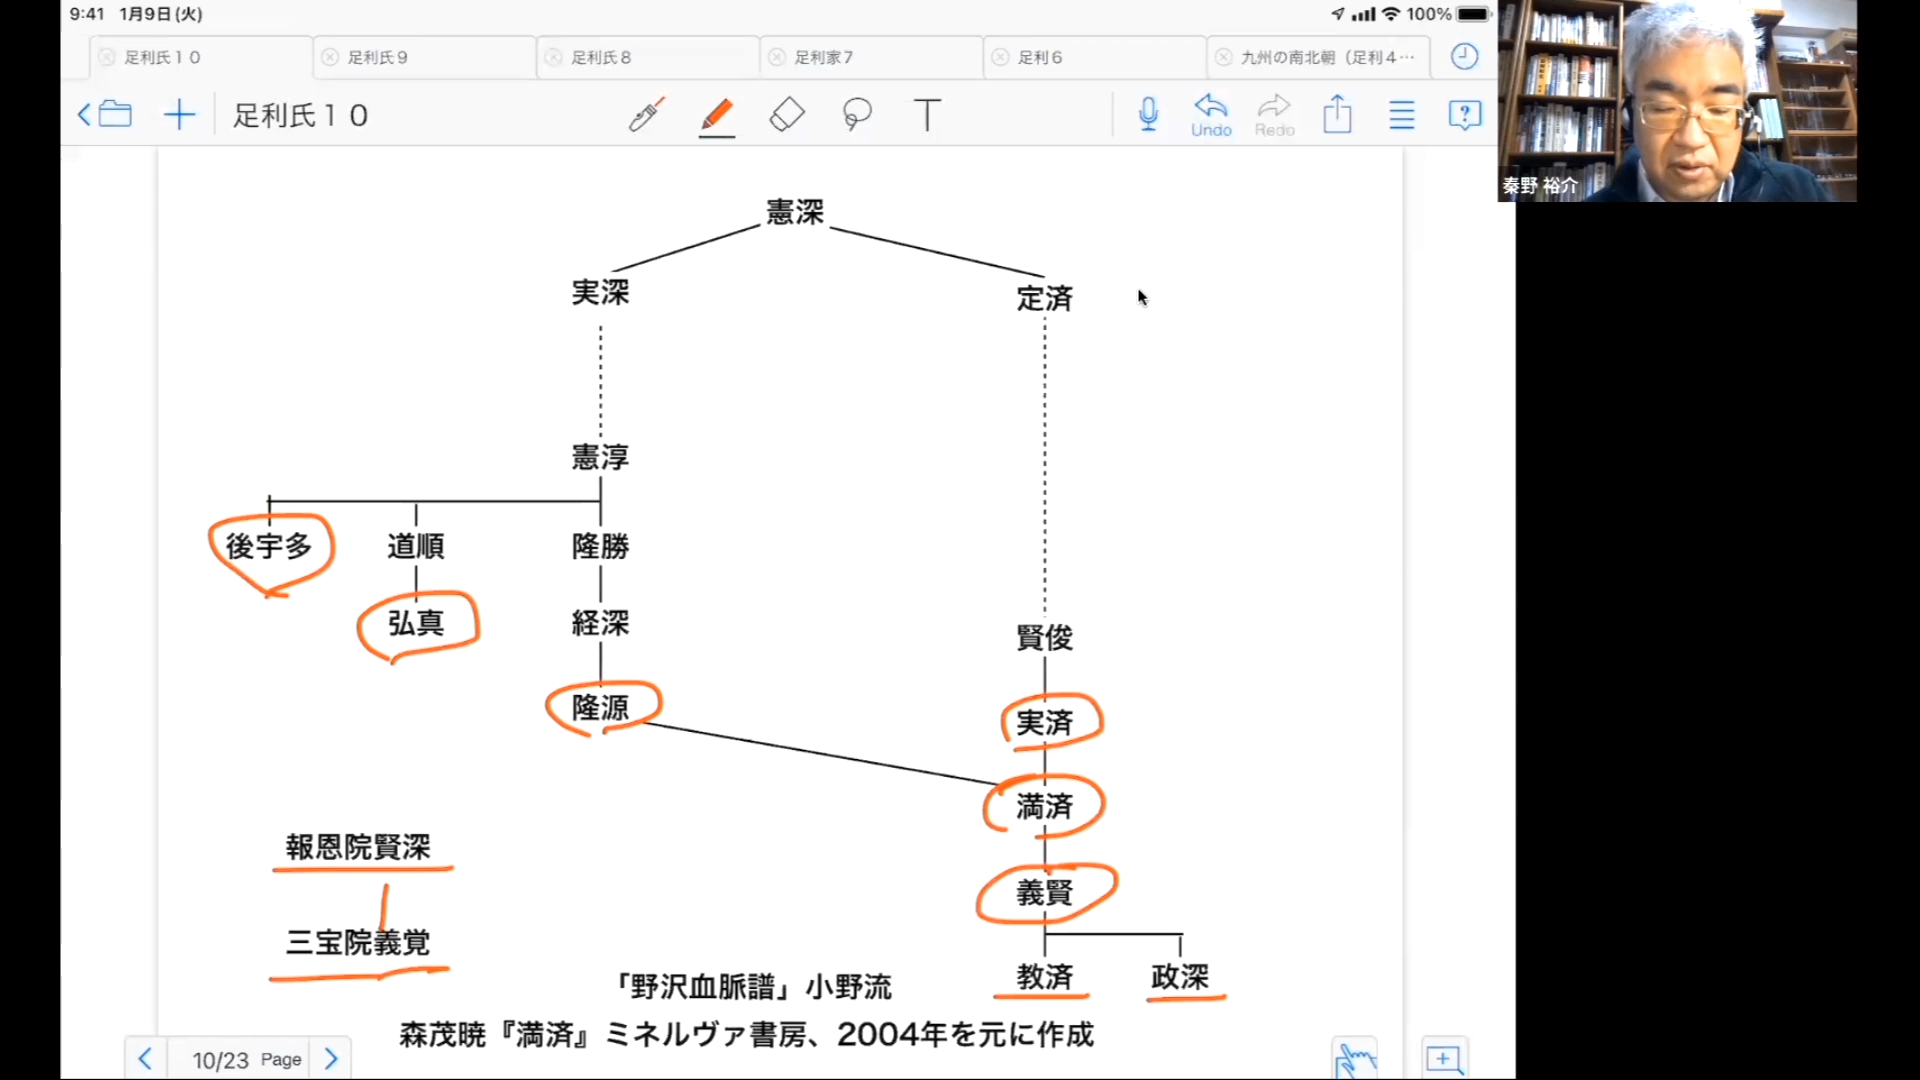 9:41 1月9日(火)
100%
足利氏１０
足利氏９
足利氏８
足利家７
足利６
九州の南北朝（足利４…
足利氏１０
T
Undo
Redo
秦野 裕介
憲深
実深
定済
憲淳
後宇多
道順
隆勝
弘真
経深
賢俊
隆源
実済
満済
報恩院賢深
義賢
三宝院義覚
教済
政深
「野沢血脈譜」小野流
森茂暁『満済』ミネルヴァ書房、2004年を元に作成
10/23 Page